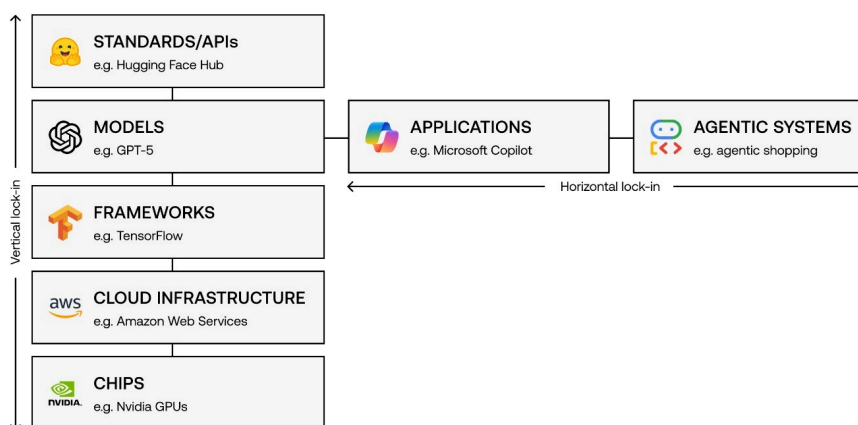 STANDARDS/APIs
e.g. Hugging Face Hub
MODELS
e.g. GPT-5
APPLICATIONS
e.g. Microsoft Copilot
AGENTIC SYSTEMS
e.g. agentic shopping
Horizontal lock-in
Vertical lock-in
FRAMEWORKS
e.g. TensorFlow
aws
CLOUD INFRASTRUCTURE
e.g. Amazon Web Services
NVIDIA.
CHIPS
e.g. Nvidia GPUs